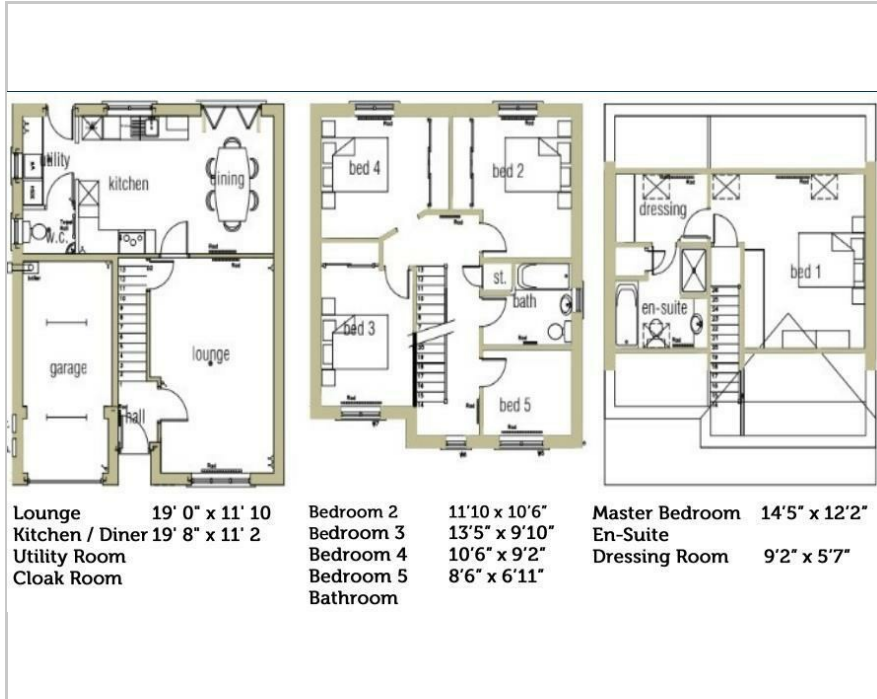 utility
kitchen
dining
w.c.
garage
lounge
hall
bed 4
bed 2
st.
bath
bed 3
bed 5
dressing
bed 1
en-suite
Lounge 19' 0" x 11' 10
Kitchen / Diner 19' 8" x 11' 2
Utility Room
Cloak Room
Bedroom 2 11'10 x 10'6"
Bedroom 3 13'5" x 9'10"
Bedroom 4 10'6" x 9'2"
Bedroom 5 8'6" x 6'11"
Bathroom
Master Bedroom 14'5" x 12'2"
En-Suite
Dressing Room 9'2" x 5'7"